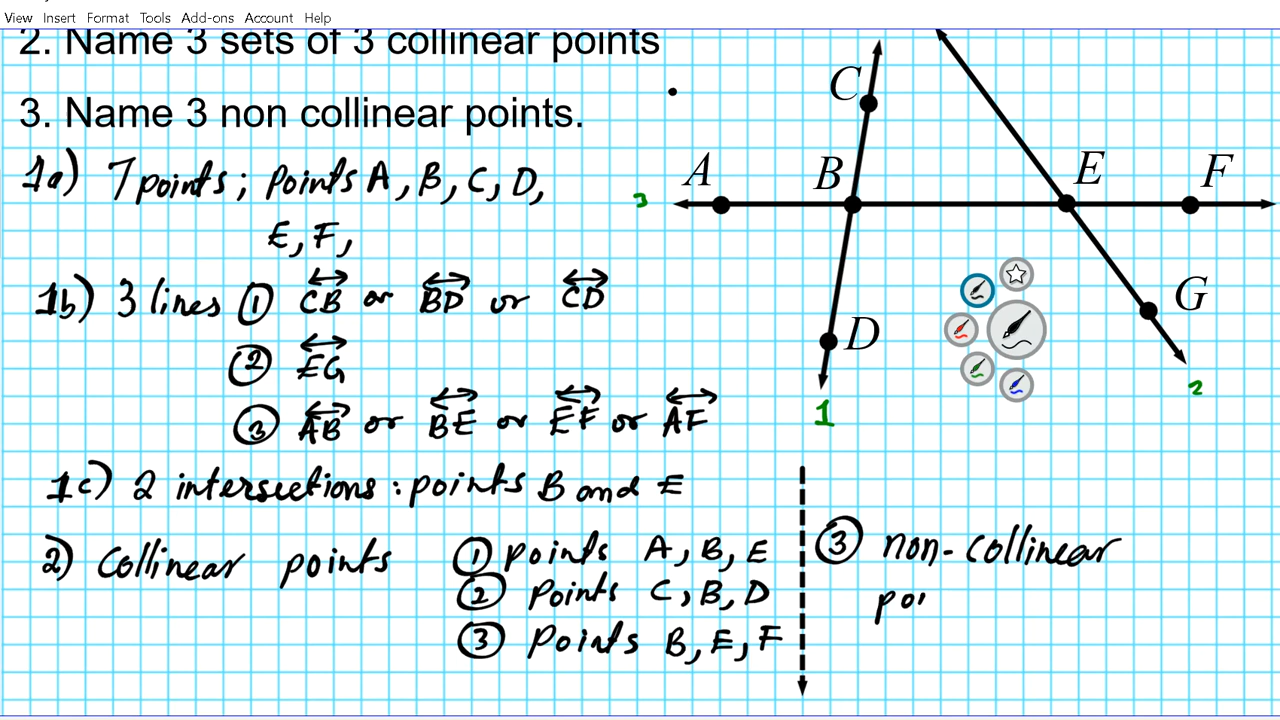 View Insert Format Tools Add-ons Account Help
2. Name 3 sets of 3 collinear points
3. Name 3 non collinear points.
1a) 7 points; points A, B, C, D,
E, F,
1b) 3 lines ① CB or BD or CD
② EG
③ AB or BE or EF or AF
1c) 2 intersections: points B and E
2) Collinear points ① points A, B, E
② points C, B, D
③ points B, E, F
③ non-collinear
poi
C
A B E F
3
D G
1 2